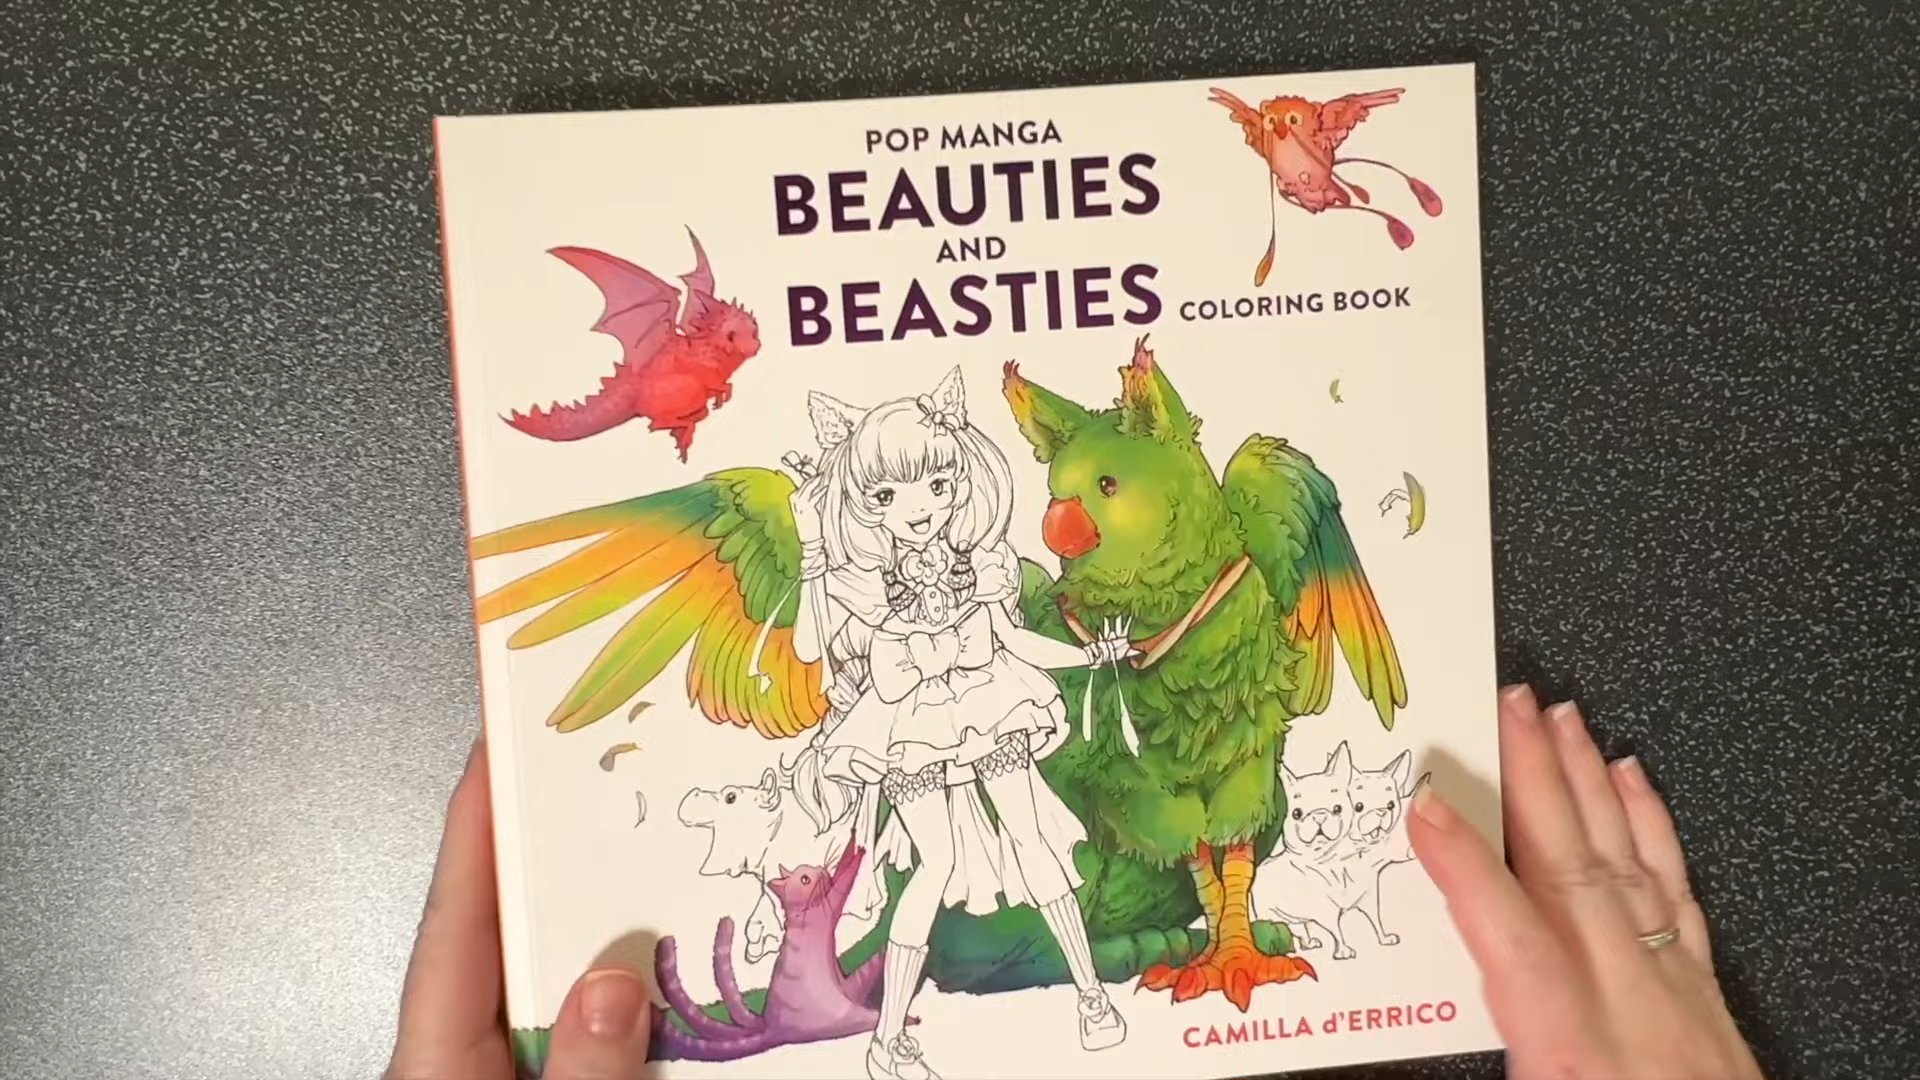 POP MANGA
BEAUTIES
AND
BEASTIES COLORING BOOK
CAMILLA d'ERRICO